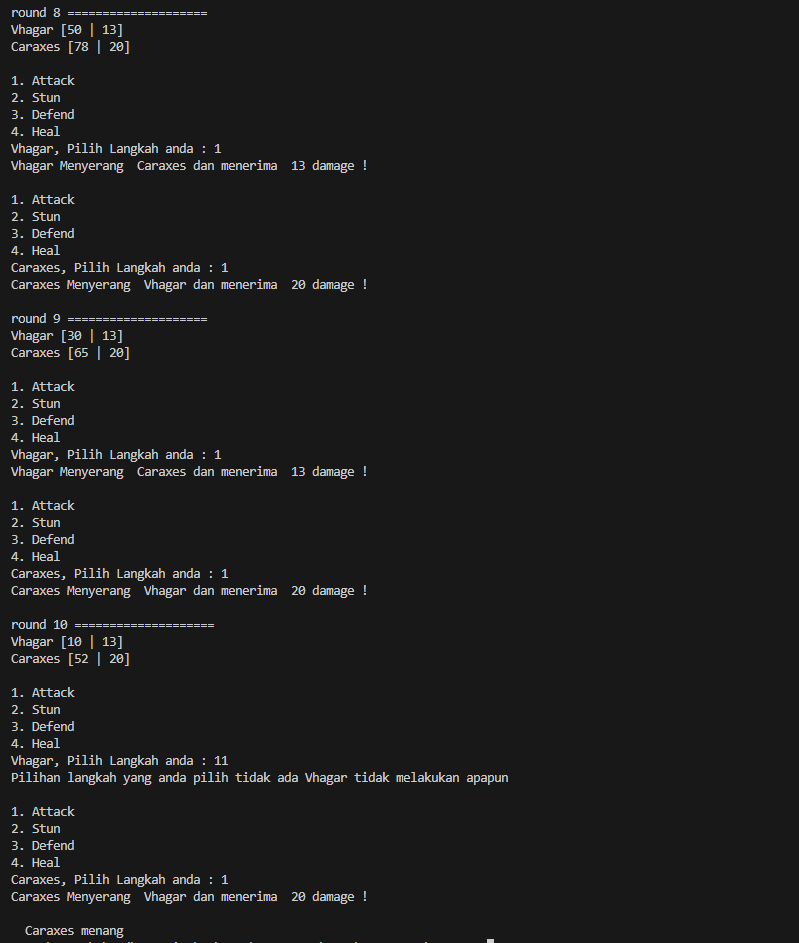 round 8 ====================
Vhagar [50 | 13]
Caraxes [78 | 20]
1. Attack
2. Stun
3. Defend
4. Heal
Vhagar, Pilih Langkah anda : 1
Vhagar Menyerang  Caraxes dan menerima  13 damage !
1. Attack
2. Stun
3. Defend
4. Heal
Caraxes, Pilih Langkah anda : 1
Caraxes Menyerang  Vhagar dan menerima  20 damage !
round 9 ====================
Vhagar [30 | 13]
Caraxes [65 | 20]
1. Attack
2. Stun
3. Defend
4. Heal
Vhagar, Pilih Langkah anda : 1
Vhagar Menyerang  Caraxes dan menerima  13 damage !
1. Attack
2. Stun
3. Defend
4. Heal
Caraxes, Pilih Langkah anda : 1
Caraxes Menyerang  Vhagar dan menerima  20 damage !
round 10 ====================
Vhagar [10 | 13]
Caraxes [52 | 20]
1. Attack
2. Stun
3. Defend
4. Heal
Vhagar, Pilih Langkah anda : 11
Pilihan langkah yang anda pilih tidak ada Vhagar tidak melakukan apapun
1. Attack
2. Stun
3. Defend
4. Heal
Caraxes, Pilih Langkah anda : 1
Caraxes Menyerang  Vhagar dan menerima  20 damage !
Caraxes menang